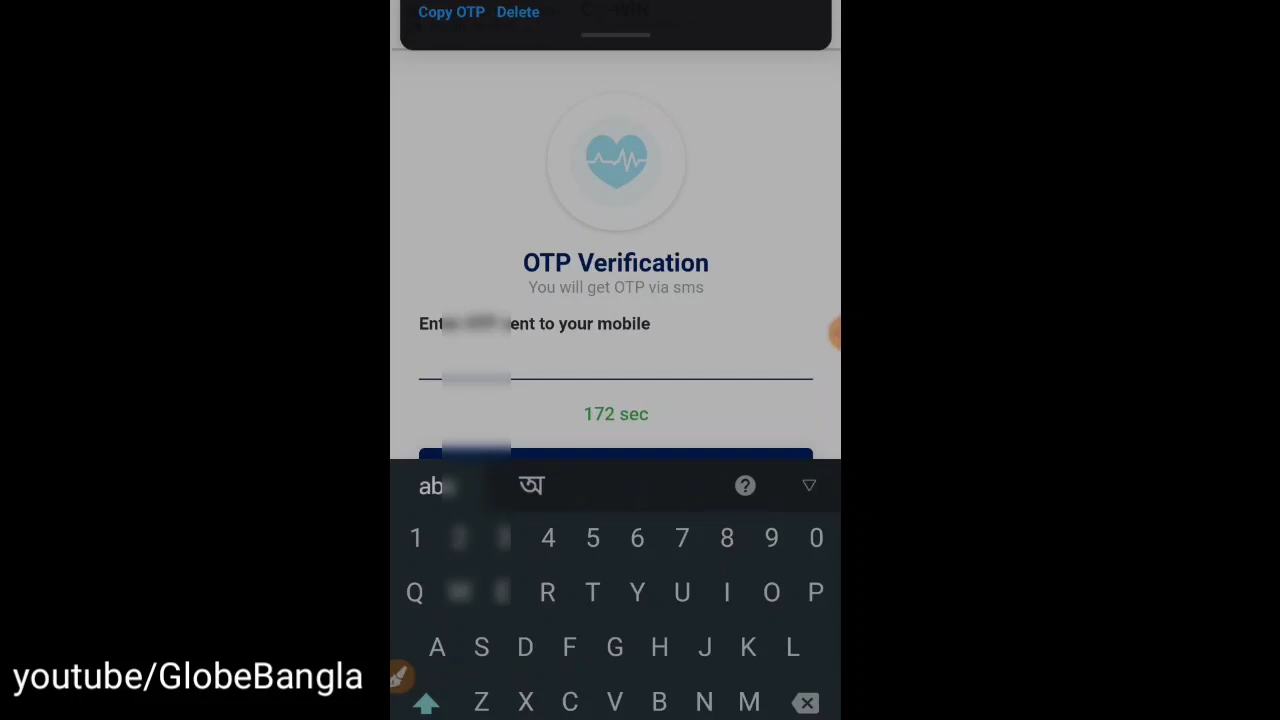 Copy OTP Delete
OTP Verification
You will get OTP via sms
sent to your mobile
172 sec
অ
1 4 5 6 7 8 9 0
Q R T Y U I O P
A S D F G H J K L
Z X C V B N M
youtube/GlobeBangla